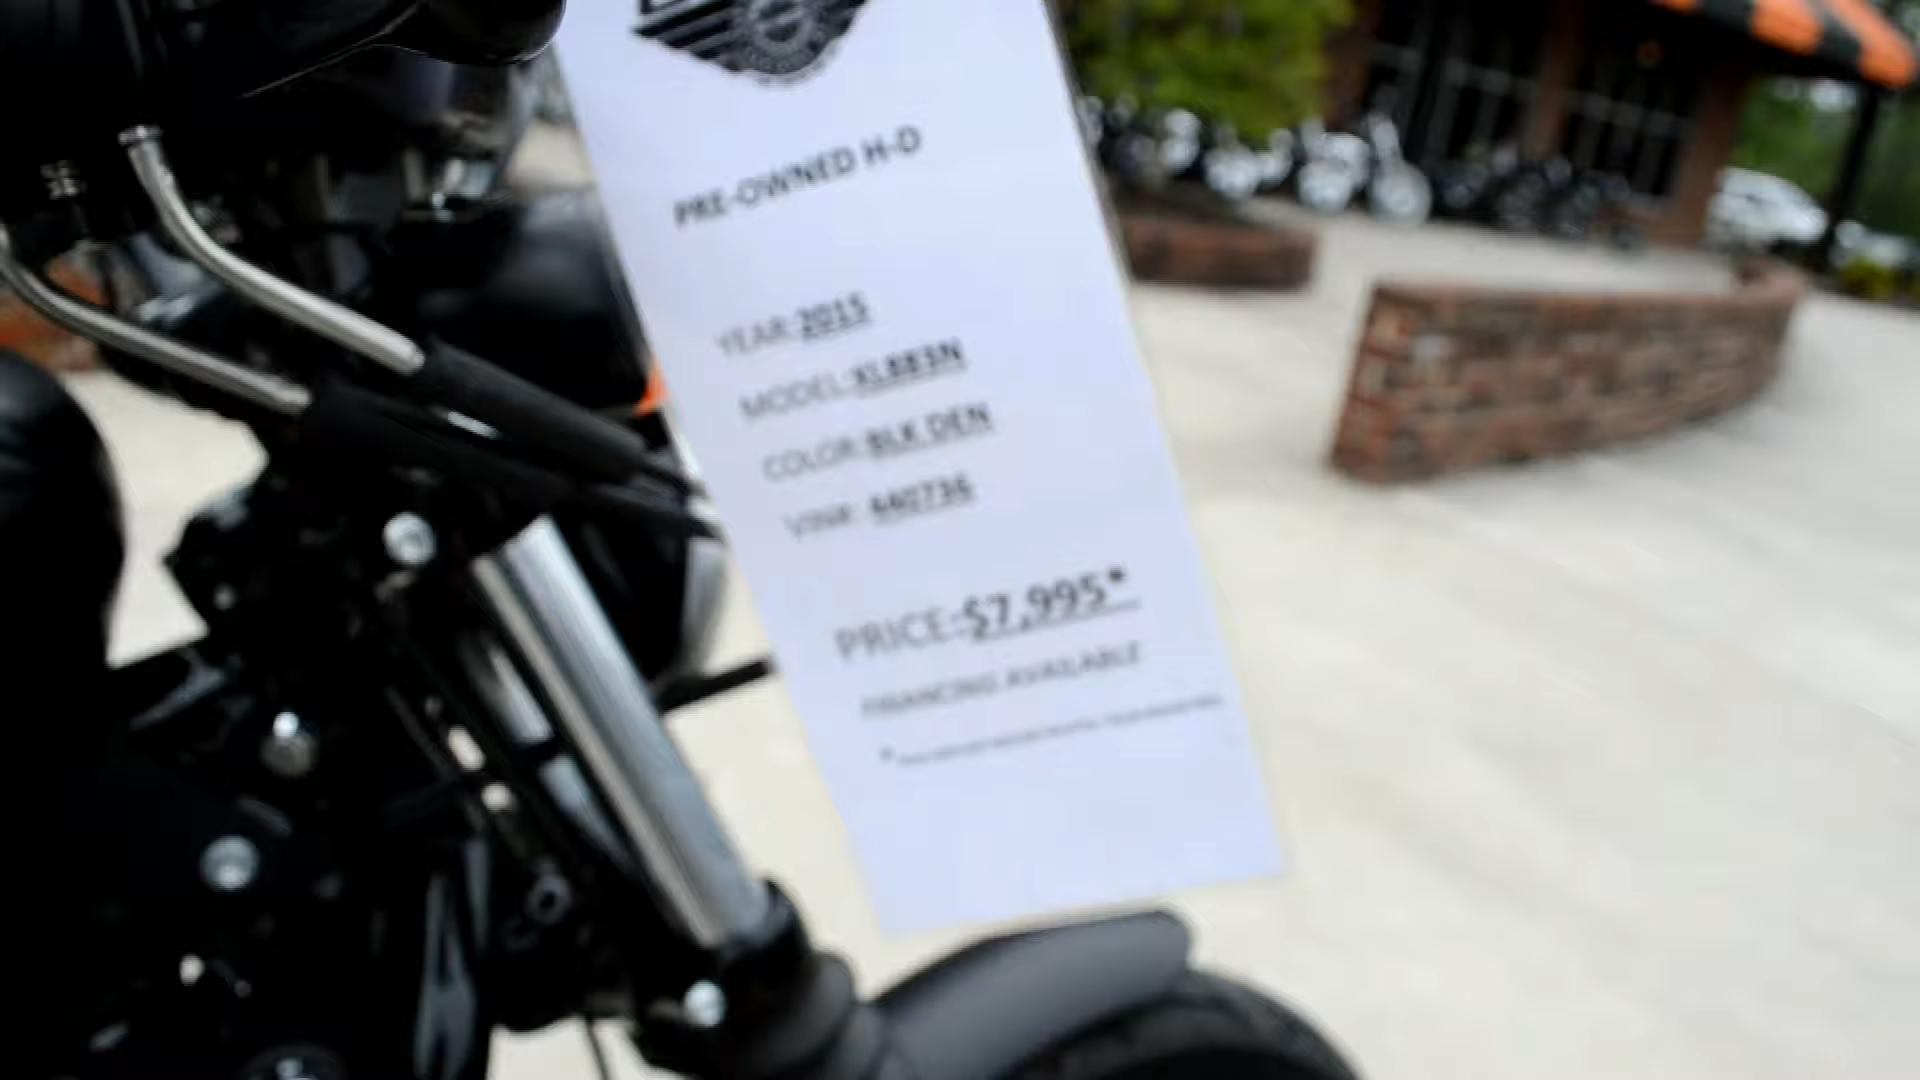 PRE-OWNED H-D
YEAR: 2015
MODEL: XL883N
COLOR: BLK DEN
VIN#: 440736
PRICE: $7,995*
FINANCING AVAILABLE
*